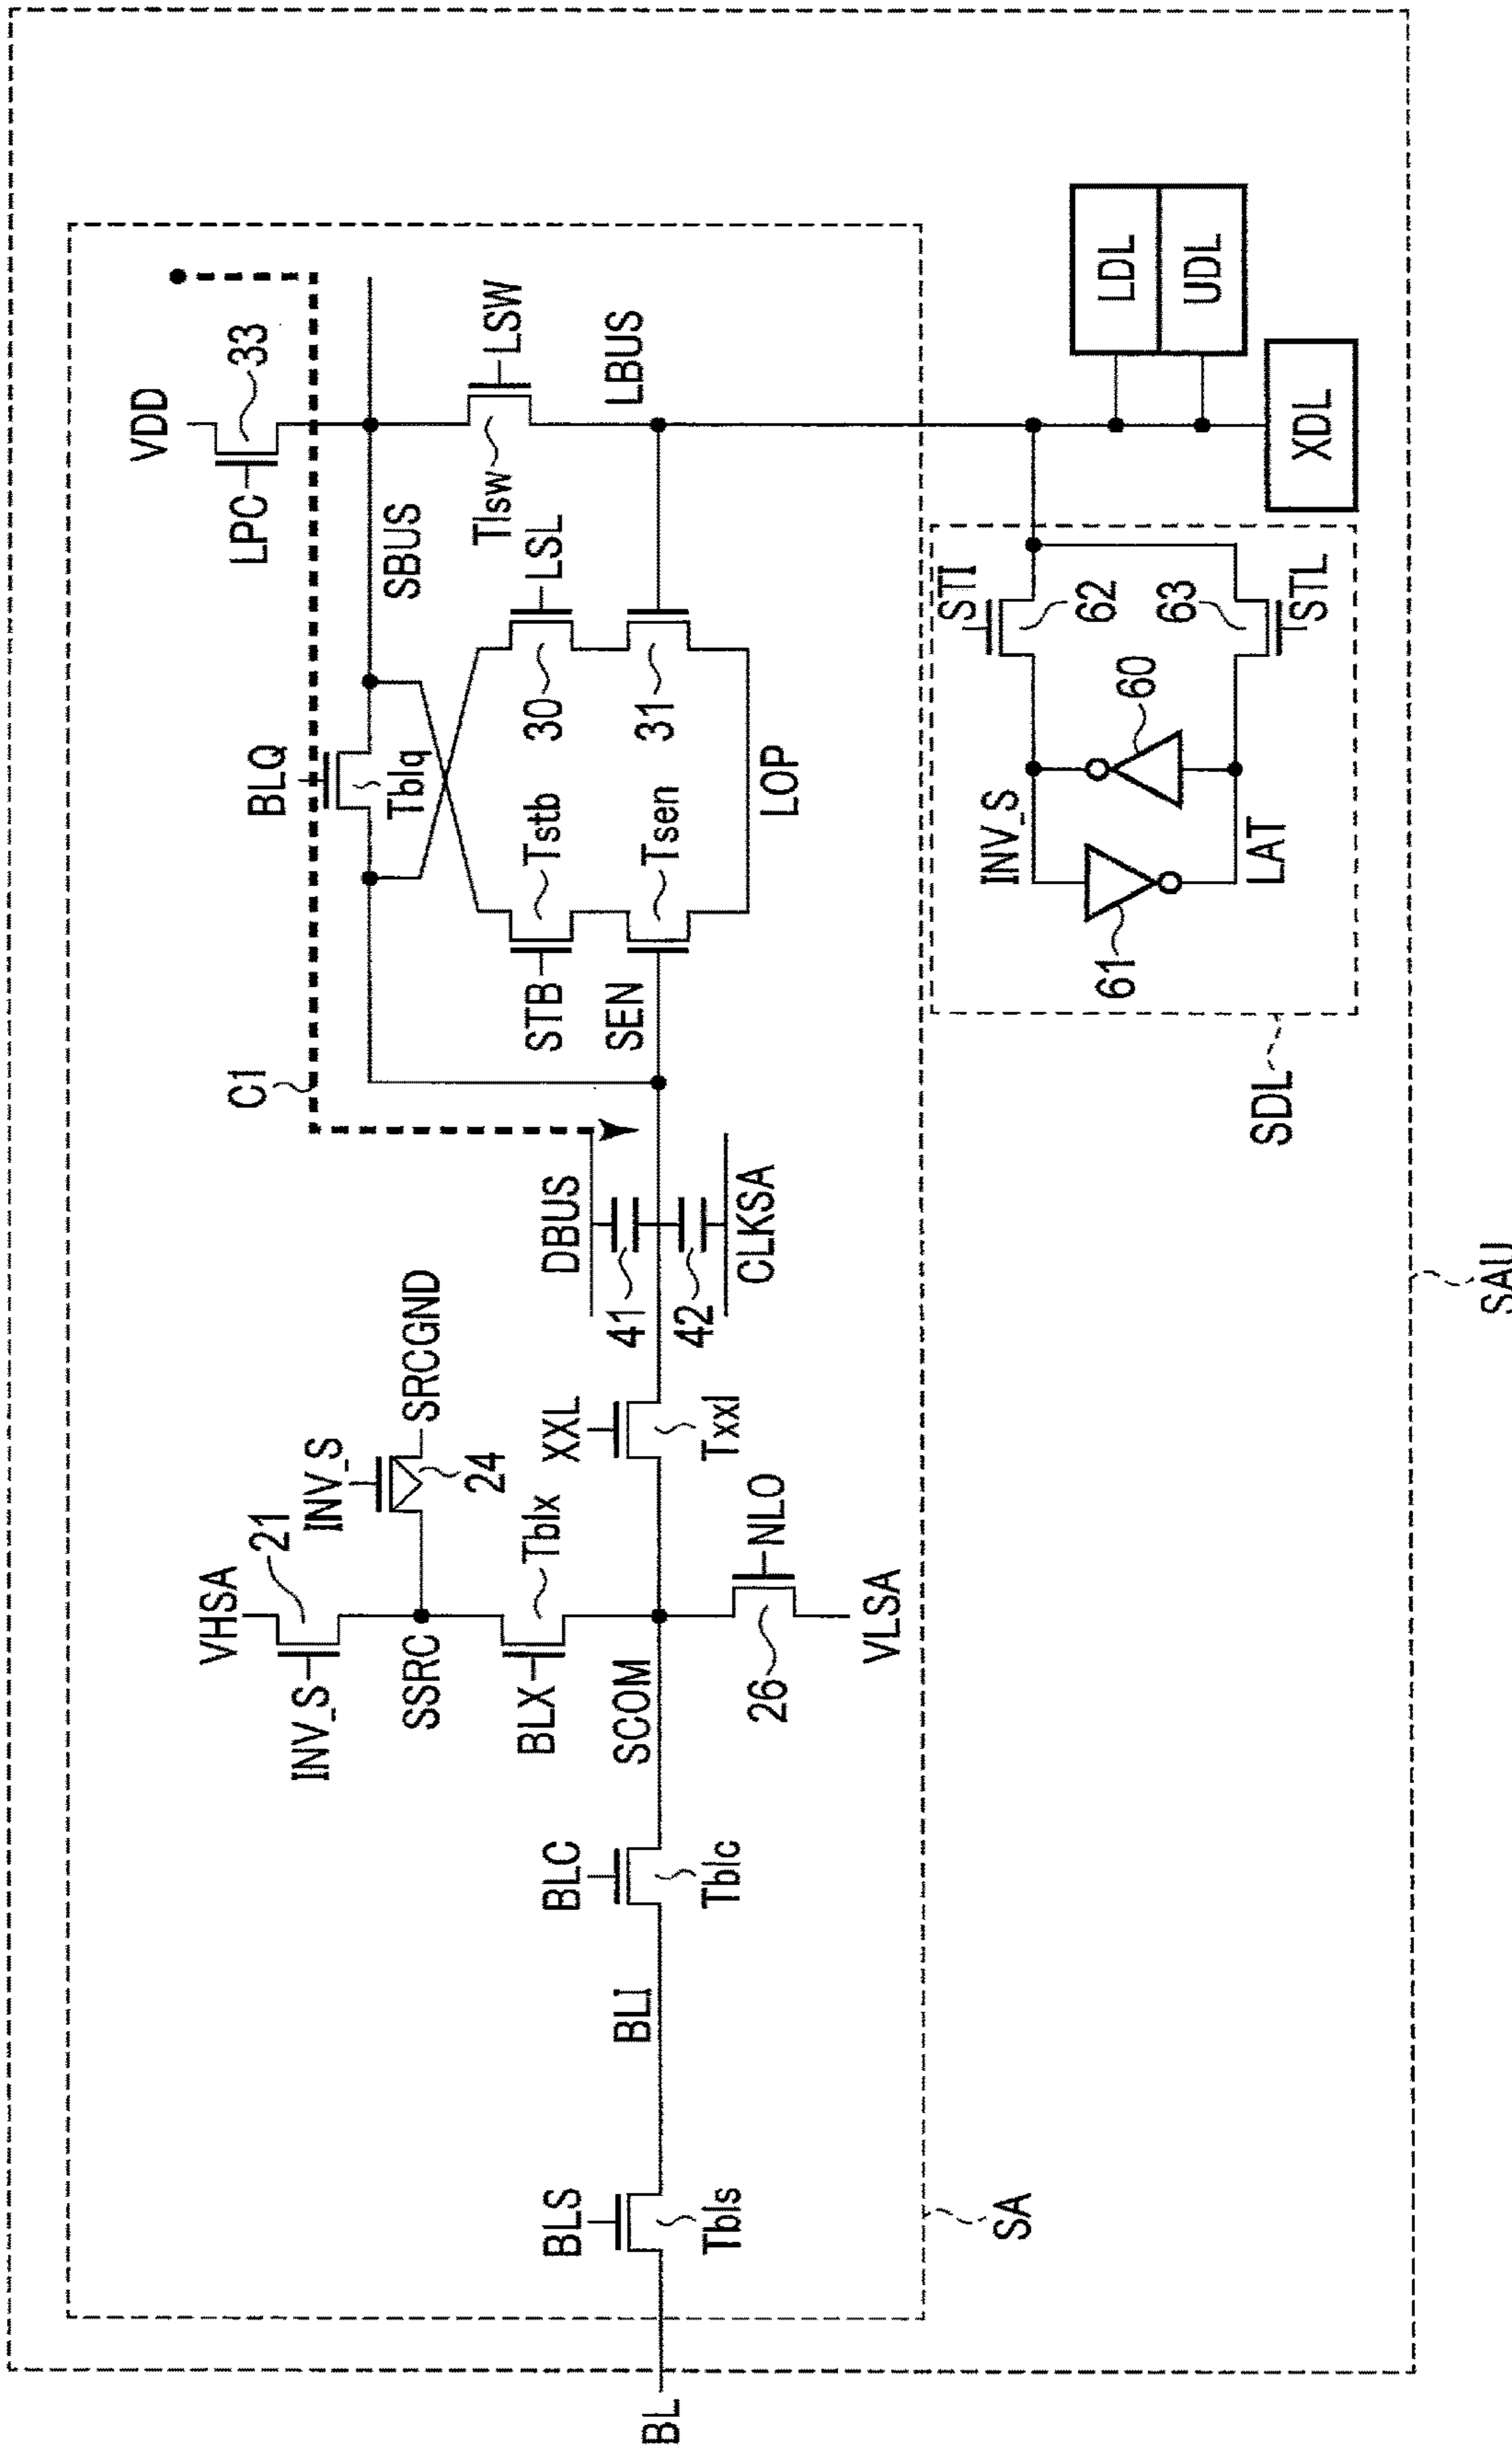 VDD
LPC
33
SBUS
BLQ
Tblq
C1
LSW
Tlsw
LBUS
LSL
30
31
STB
Tstb
SEN
Tsen
LOP
DBUS
41
42
CLKSA
VHSA
INV_S
21
INV_S
24
SRCGND
SSRC
BLX
Tblx
SCOM
XXL
Txxl
NLO
26
VLSA
BLC
Tblc
BLI
BLS
Tbls
BL
SA
LDL
UDL
XDL
STI
62
63
STL
60
61
INV_S
LAT
SDL
SAU